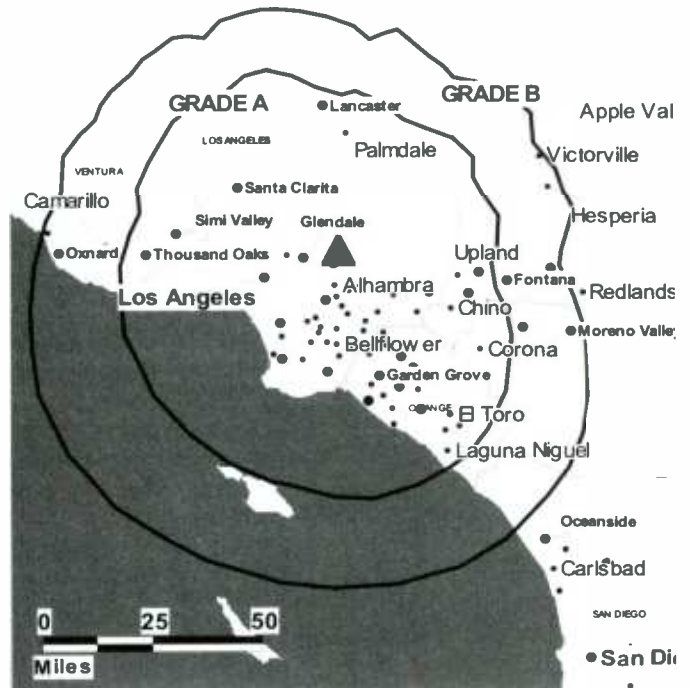 GRADE A
Lancaster
GRADE B
Apple Val
LOS ANGELES
Palmdale
Victorville
VENTURA
Santa Clarita
Camarillo
Simi Valley
Glendale
Hesperia
Oxnard
Thousand Oaks
Upland
Fontana
Alhambra
Redlands
Los Angeles
Chino
Moreno Valley
Bellflower
Corona
Garden Grove
ORANGE
El Toro
Laguna Niguel
Oceanside
Carlsbad
SAN DIEGO
San Di
0 25 50
Miles